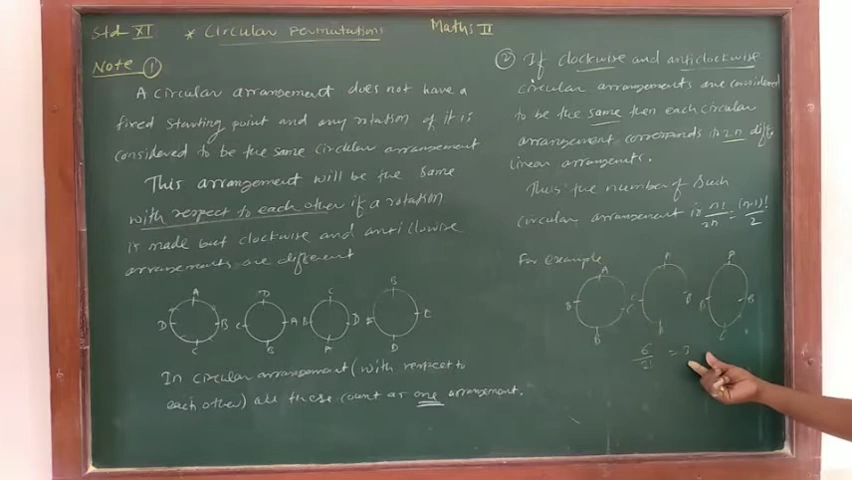 Std XI * Circular Permutations Maths II
Note ①
A circular arrangement does not have a
fixed starting point and any rotation of it is
considered to be the same circular arrangement
This arrangement will be the same
with respect to each other if a rotation
is made but clockwise and anticlowise
arrangements are different
A
D B
C
D
C A
B
C
B D
A
B
C
D
In circular arrangement (with respect to
each other) all these count as one arrangement.
② If clockwise and anticlockwise
circular arrangements are considered
to be the same then each circular
arrangement corresponds to 2n diffe
linear arrangements.
Thus the number of Such
circular arrangement is n!/2n = (n-1)!/2
For example
A
B
6/2! = 3